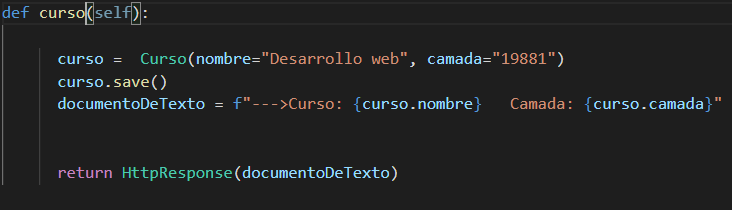 def curso(self):
curso =  Curso(nombre="Desarrollo web", camada="19881")
curso.save()
documentoDeTexto = f"--->Curso: {curso.nombre}   Camada: {curso.camada}"
return HttpResponse(documentoDeTexto)